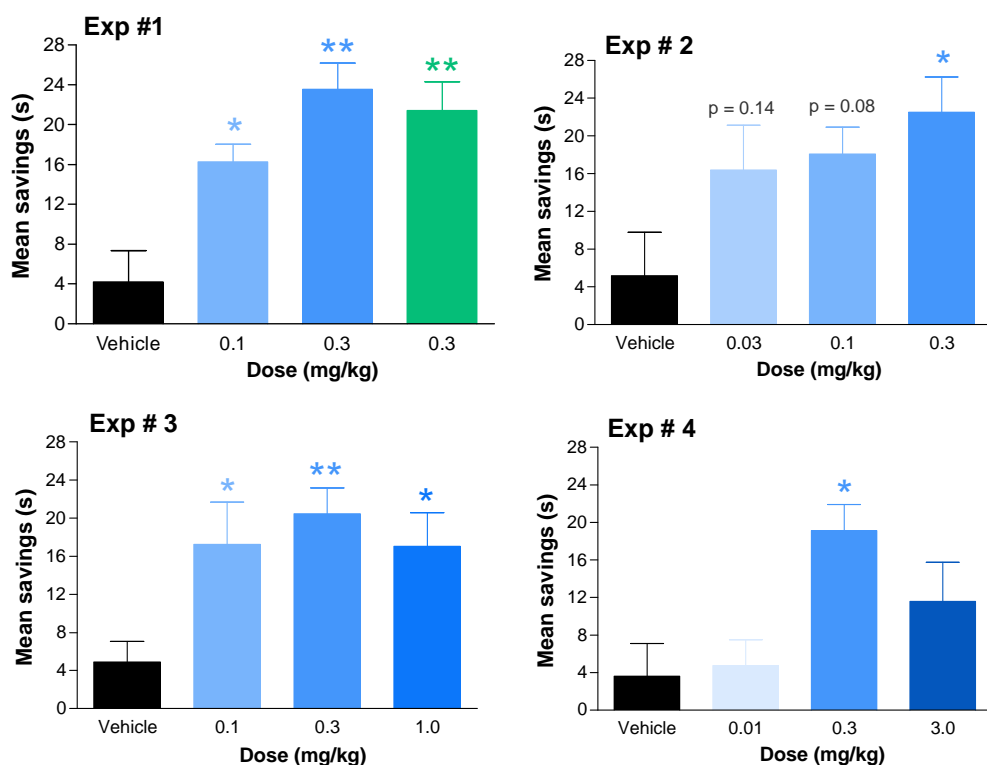 Exp #1
Mean savings (s)
28
24
20
16
12
8
4
0
*
**
**
Vehicle 0.1 0.3 0.3
Dose (mg/kg)
Exp # 2
Mean savings (s)
28
24
20
16
12
8
4
0
p = 0.14
p = 0.08
*
Vehicle 0.03 0.1 0.3
Dose (mg/kg)
Exp # 3
Mean savings (s)
28
24
20
16
12
8
4
0
*
**
*
Vehicle 0.1 0.3 1.0
Dose (mg/kg)
Exp # 4
Mean savings (s)
28
24
20
16
12
8
4
0
*
Vehicle 0.01 0.3 3.0
Dose (mg/kg)